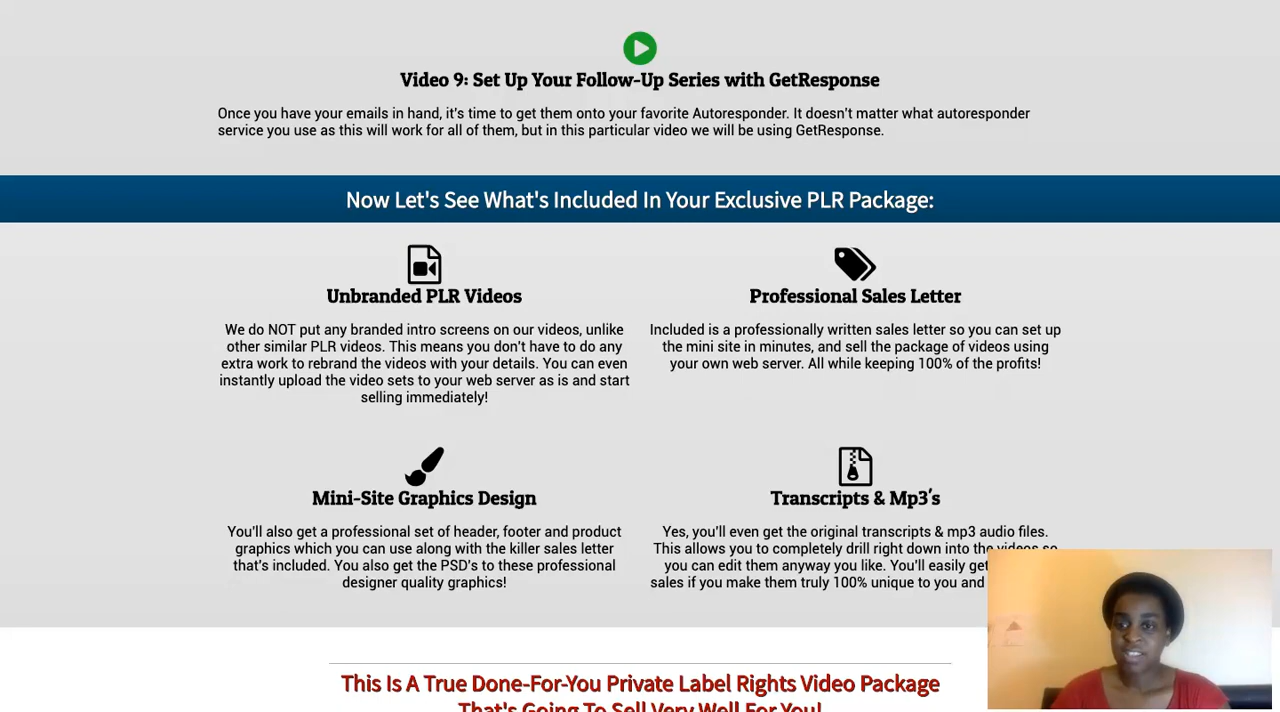 Video 9: Set Up Your Follow-Up Series with GetResponse
Once you have your emails in hand, it's time to get them onto your favorite Autoresponder. It doesn't matter what autoresponder
service you use as this will work for all of them, but in this particular video we will be using GetResponse.
Now Let's See What's Included In Your Exclusive PLR Package:
Unbranded PLR Videos
We do NOT put any branded intro screens on our videos, unlike
other similar PLR videos. This means you don't have to do any
extra work to rebrand the videos with your details. You can even
instantly upload the video sets to your web server as is and start
selling immediately!
Professional Sales Letter
Included is a professionally written sales letter so you can set up
the mini site in minutes, and sell the package of videos using
your own web server. All while keeping 100% of the profits!
Mini-Site Graphics Design
You'll also get a professional set of header, footer and product
graphics which you can use along with the killer sales letter
that's included. You also get the PSD's to these professional
designer quality graphics!
Transcripts & Mp3's
Yes, you'll even get the original transcripts & mp3 audio files.
This allows you to completely drill right down into the videos so
you can edit them anyway you like. You'll easily get
sales if you make them truly 100% unique to you and
This Is A True Done-For-You Private Label Rights Video Package
That's Going To Sell Very Well For You!